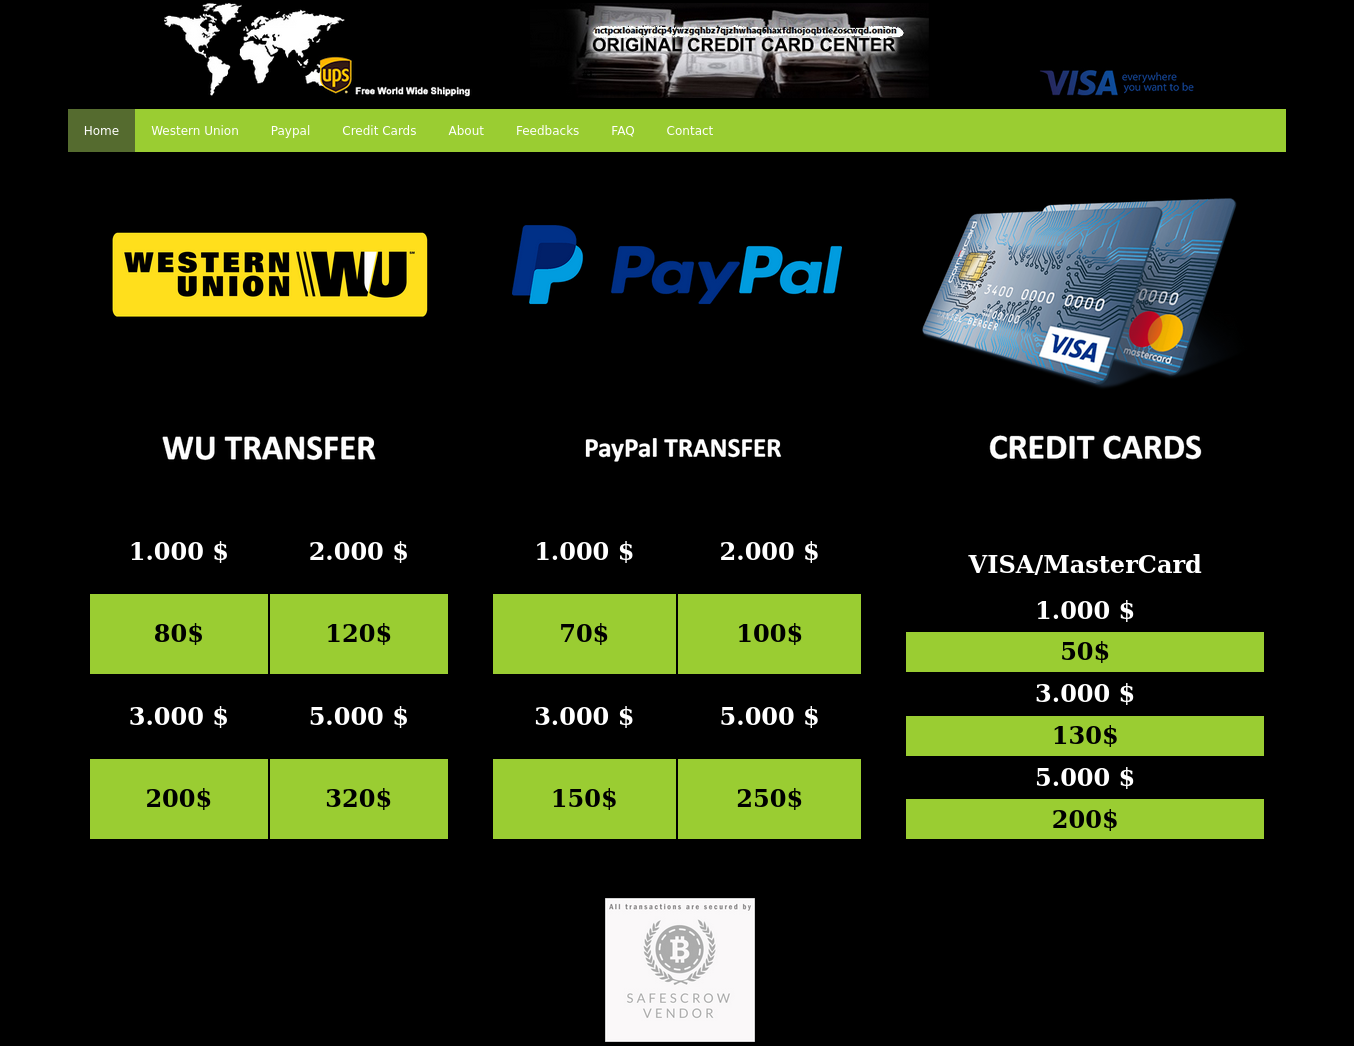 ups
Free World Wide Shipping
ORIGINAL CREDIT CARD CENTER
VISA everywhere
you want to be
Home Western Union Paypal Credit Cards About Feedbacks FAQ Contact
WESTERN
UNION WU
PayPal
3400 0000 0000
0000
00/00
BERGER
VISA
mastercard
WU TRANSFER
PayPal TRANSFER
CREDIT CARDS
1.000 $ 2.000 $
80$ 120$
3.000 $ 5.000 $
200$ 320$
1.000 $ 2.000 $
70$ 100$
3.000 $ 5.000 $
150$ 250$
VISA/MasterCard
1.000 $
50$
3.000 $
130$
5.000 $
200$
All transactions are secured by
SAFESCROW
VENDOR